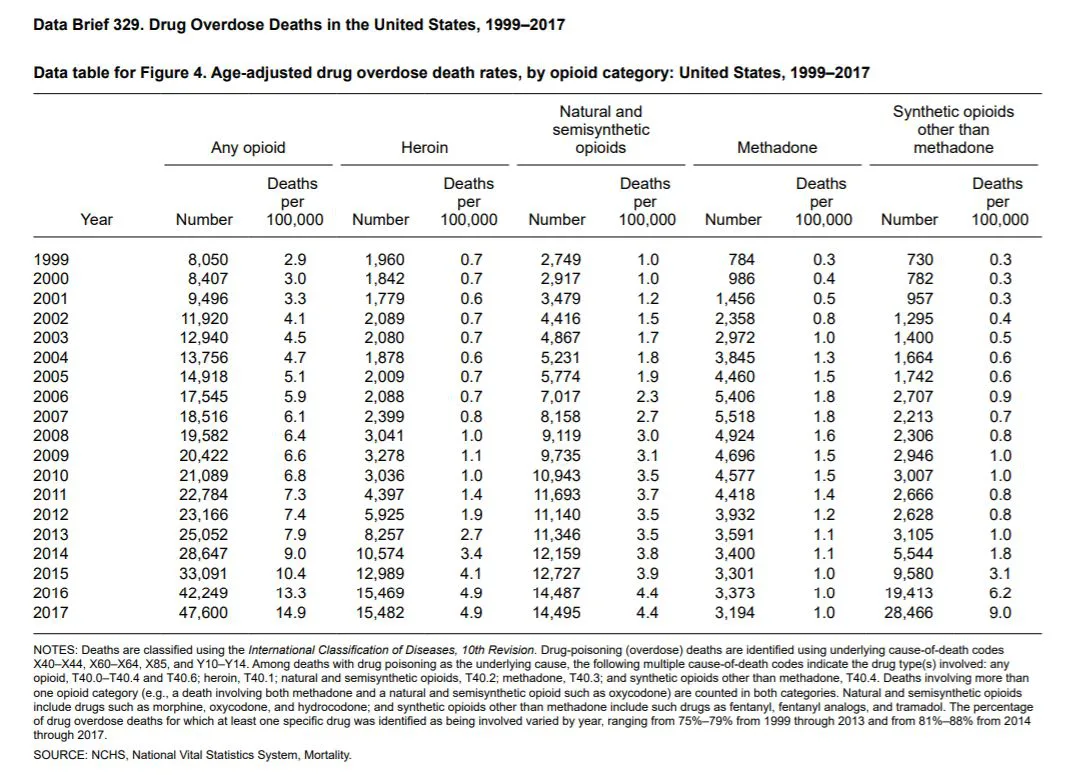 Data Brief 329. Drug Overdose Deaths in the United States, 1999–2017
Data table for Figure 4. Age-adjusted drug overdose death rates, by opioid category: United States, 1999–2017
Any opioid Heroin Natural and semisynthetic opioids Methadone Synthetic opioids other than methadone
Year Number Deaths per 100,000 Number Deaths per 100,000 Number Deaths per 100,000 Number Deaths per 100,000 Number Deaths per 100,000
1999 8,050 2.9 1,960 0.7 2,749 1.0 784 0.3 730 0.3
2000 8,407 3.0 1,842 0.7 2,917 1.0 986 0.4 782 0.3
2001 9,496 3.3 1,779 0.6 3,479 1.2 1,456 0.5 957 0.3
2002 11,920 4.1 2,089 0.7 4,416 1.5 2,358 0.8 1,295 0.4
2003 12,940 4.5 2,080 0.7 4,867 1.7 2,972 1.0 1,400 0.5
2004 13,756 4.7 1,878 0.6 5,231 1.8 3,845 1.3 1,664 0.6
2005 14,918 5.1 2,009 0.7 5,774 1.9 4,460 1.5 1,742 0.6
2006 17,545 5.9 2,088 0.7 7,017 2.3 5,406 1.8 2,707 0.9
2007 18,516 6.1 2,399 0.8 8,158 2.7 5,518 1.8 2,213 0.7
2008 19,582 6.4 3,041 1.0 9,119 3.0 4,924 1.6 2,306 0.8
2009 20,422 6.6 3,278 1.1 9,735 3.1 4,696 1.5 2,946 1.0
2010 21,089 6.8 3,036 1.0 10,943 3.5 4,577 1.5 3,007 1.0
2011 22,784 7.3 4,397 1.4 11,693 3.7 4,418 1.4 2,666 0.8
2012 23,166 7.4 5,925 1.9 11,140 3.5 3,932 1.2 2,628 0.8
2013 25,052 7.9 8,257 2.7 11,346 3.5 3,591 1.1 3,105 1.0
2014 28,647 9.0 10,574 3.4 12,159 3.8 3,400 1.1 5,544 1.8
2015 33,091 10.4 12,989 4.1 12,727 3.9 3,301 1.0 9,580 3.1
2016 42,249 13.3 15,469 4.9 14,487 4.4 3,373 1.0 19,413 6.2
2017 47,600 14.9 15,482 4.9 14,495 4.4 3,194 1.0 28,466 9.0
NOTES: Deaths are classified using the International Classification of Diseases, 10th Revision. Drug-poisoning (overdose) deaths are identified using underlying cause-of-death codes
X40–X44, X60–X64, X85, and Y10–Y14. Among deaths with drug poisoning as the underlying cause, the following multiple cause-of-death codes indicate the drug type(s) involved: any
opioid, T40.0–T40.4 and T40.6; heroin, T40.1; natural and semisynthetic opioids, T40.2; methadone, T40.3; and synthetic opioids other than methadone, T40.4. Deaths involving more than
one opioid category (e.g., a death involving both methadone and a natural and semisynthetic opioid such as oxycodone) are counted in both categories. Natural and semisynthetic opioids
include drugs such as morphine, oxycodone, and hydrocodone; and synthetic opioids other than methadone include such drugs as fentanyl, fentanyl analogs, and tramadol. The percentage
of drug overdose deaths for which at least one specific drug was identified as being involved varied by year, ranging from 75%–79% from 1999 through 2013 and from 81%–88% from 2014
through 2017.
SOURCE: NCHS, National Vital Statistics System, Mortality.